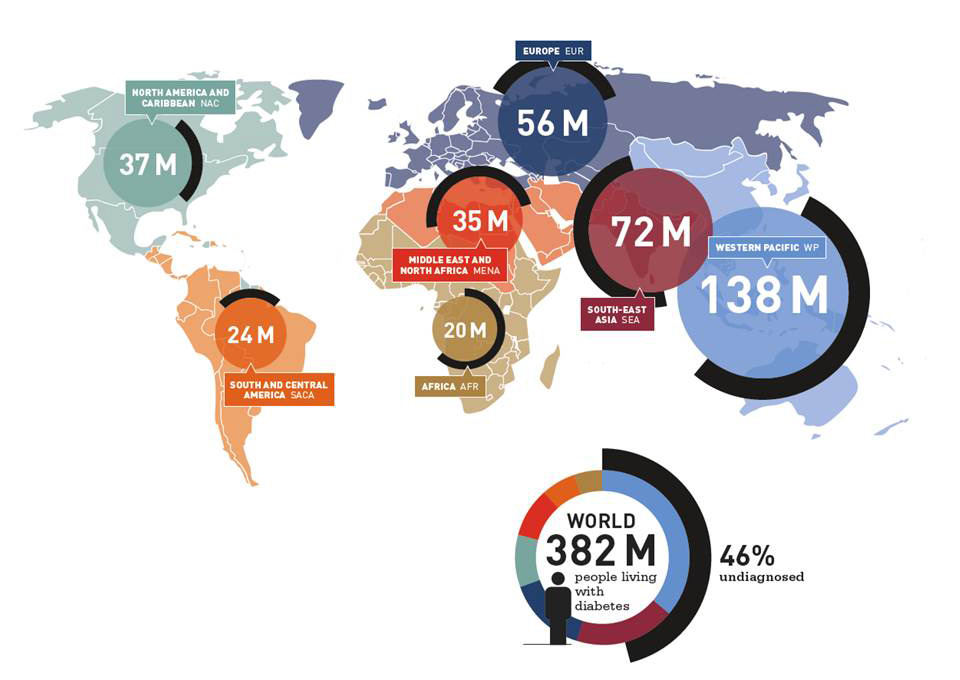 EUROPE EUR
56 M
NORTH AMERICA AND
CARIBBEAN NAC
37 M
35 M
MIDDLE EAST AND
NORTH AFRICA MENA
72 M
SOUTH-EAST
ASIA SEA
WESTERN PACIFIC WP
138 M
24 M
SOUTH AND CENTRAL
AMERICA SACA
20 M
AFRICA AFR
WORLD
382 M
people living
with
diabetes
46%
undiagnosed